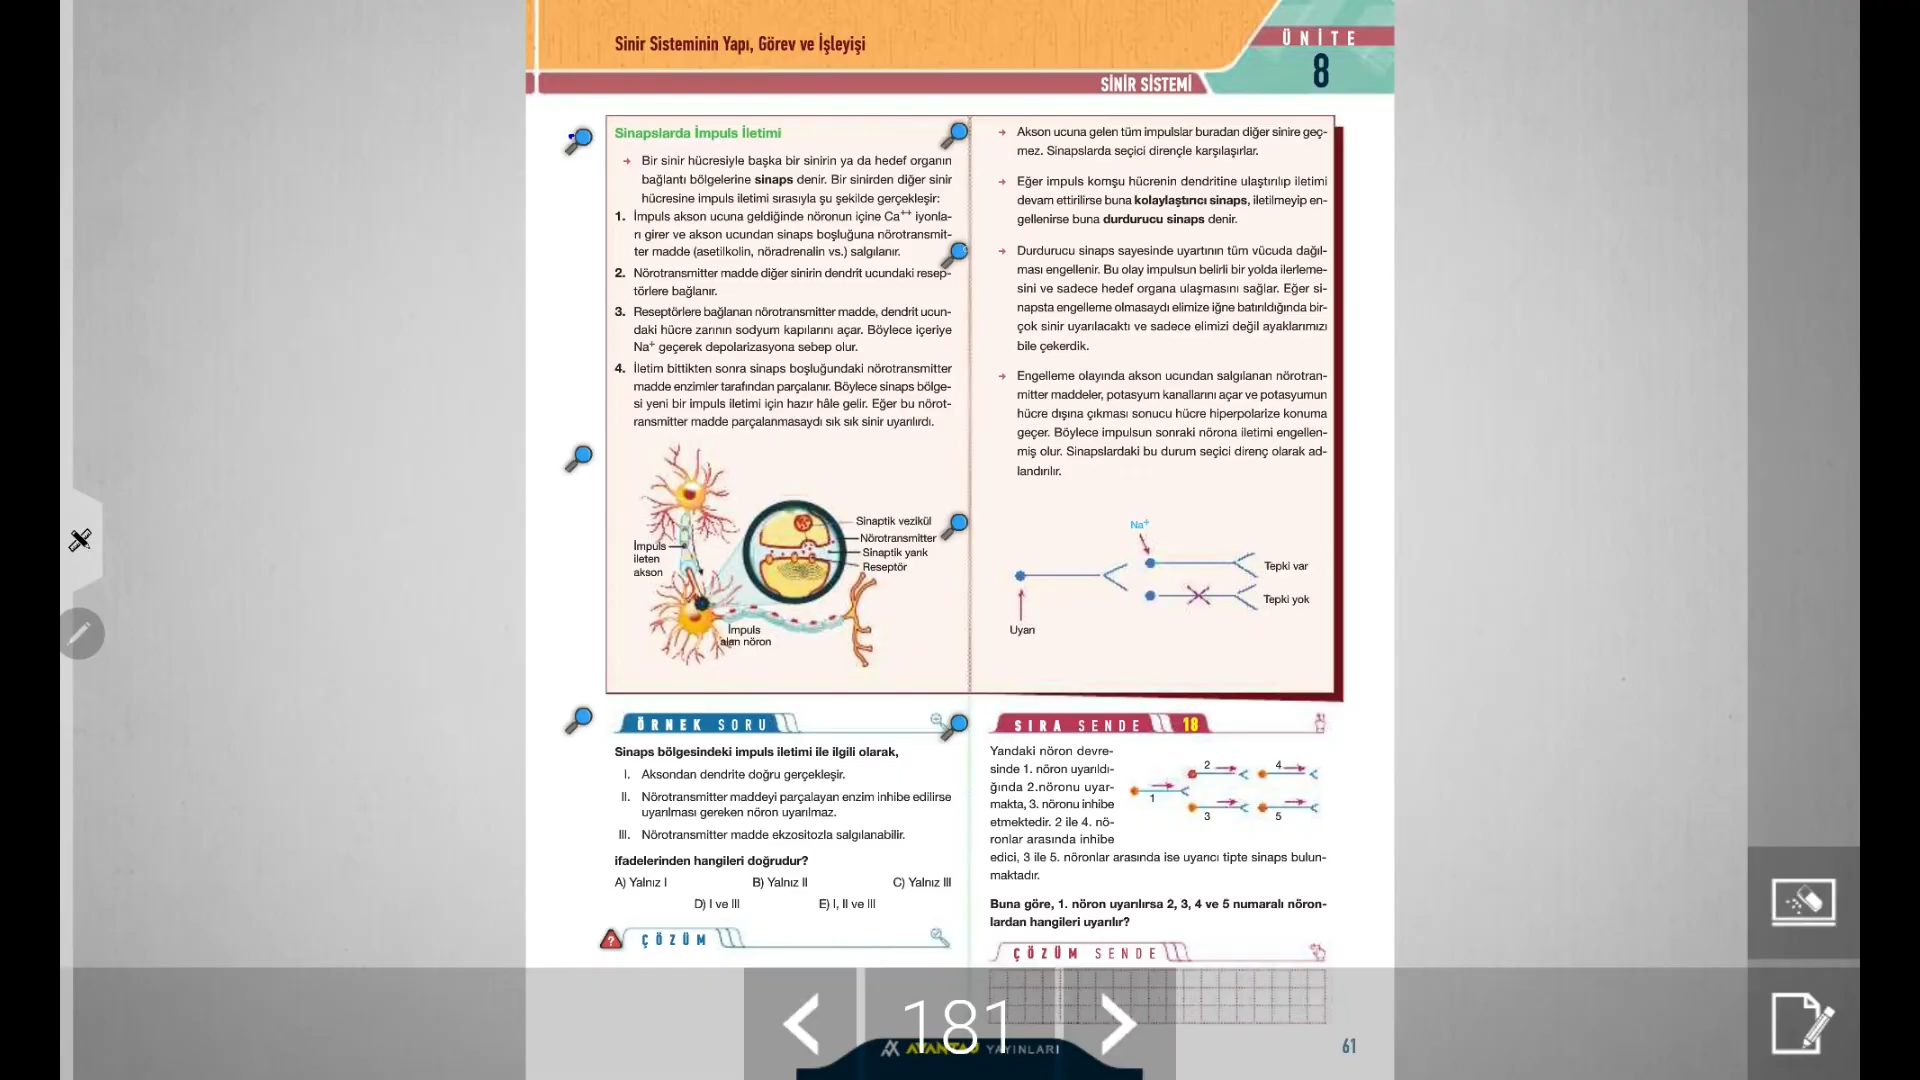 Sinir Sisteminin Yapı, Görev ve İşleyişi
ÜNİTE
8
SİNİR SİSTEMİ
Sinapslarda İmpuls İletimi
→ Bir sinir hücresiyle başka bir sinirin ya da hedef organın
bağlantı bölgelerine sinaps denir. Bir sinirden diğer sinir
hücresine impuls iletimi sırasıyla şu şekilde gerçekleşir:
1. İmpuls akson ucuna geldiğinde nöronun içine Ca++ iyonla-
rı girer ve akson ucundan sinaps boşluğuna nörotransmit-
ter madde (asetilkolin, nöradrenalin vs.) salgılanır.
2. Nörotransmitter madde diğer sinirin dendrit ucundaki resep-
törlere bağlanır.
3. Reseptörlere bağlanan nörotransmitter madde, dendrit ucun-
daki hücre zarının sodyum kapılarını açar. Böylece içeriye
Na+ geçerek depolarizasyona sebep olur.
4. İletim bittikten sonra sinaps boşluğundaki nörotransmitter
madde enzimler tarafından parçalanır. Böylece sinaps bölge-
si yeni bir impuls iletimi için hazır hâle gelir. Eğer bu nörot-
ransmitter madde parçalanmasaydı sık sık sinir uyarılırdı.
İmpuls
ileten
akson
Sinaptik vezikül
Nörotransmitter
Sinaptik yarık
Reseptör
İmpuls
alan nöron
→ Akson ucuna gelen tüm impulslar buradan diğer sinire geç-
mez. Sinapslarda seçici dirençle karşılaşırlar.
→ Eğer impuls komşu hücrenin dendritine ulaştırılıp iletimi
devam ettirilirse buna kolaylaştırıcı sinaps, iletilmeyip en-
gellenirse buna durdurucu sinaps denir.
→ Durdurucu sinaps sayesinde uyartının tüm vücuda dağıl-
ması engellenir. Bu olay impulsun belirli bir yolda ilerleme-
sini ve sadece hedef organa ulaşmasını sağlar. Eğer si-
napsta engelleme olmasaydı elimize iğne batırıldığında bir-
çok sinir uyarılacaktı ve sadece elimizi değil ayaklarımızı
bile çekerdik.
→ Engelleme olayında akson ucundan salgılanan nörotran-
mitter maddeler, potasyum kanallarını açar ve potasyumun
hücre dışına çıkması sonucu hücre hiperpolarize konuma
geçer. Böylece impulsun sonraki nörona iletimi engellen-
miş olur. Sinapslardaki bu durum seçici direnç olarak ad-
landırılır.
Na+
Tepki var
Tepki yok
Uyarı
ÖRNEK SORU
Sinaps bölgesindeki impuls iletimi ile ilgili olarak,
I. Aksondan dendrite doğru gerçekleşir.
II. Nörotransmitter maddeyi parçalayan enzim inhibe edilirse
uyarılması gereken nöron uyarılmaz.
III. Nörotransmitter madde ekzositozla salgılanabilir.
ifadelerinden hangileri doğrudur?
A) Yalnız I B) Yalnız II C) Yalnız III
D) I ve III E) I, II ve III
? ÇÖZÜM
SIRA SENDE 18
Yandaki nöron devre-
sinde 1. nöron uyarıldı-
ğında 2.nöronu uyar-
makta, 3. nöronu inhibe
etmektedir. 2 ile 4. nö-
ronlar arasında inhibe
edici, 3 ile 5. nöronlar arasında ise uyarıcı tipte sinaps bulun-
maktadır.
2 4
1
3 5
Buna göre, 1. nöron uyarılırsa 2, 3, 4 ve 5 numaralı nöron-
lardan hangileri uyarılır?
ÇÖZÜM SENDE
181
AVANTAJ YAYINLARI
61